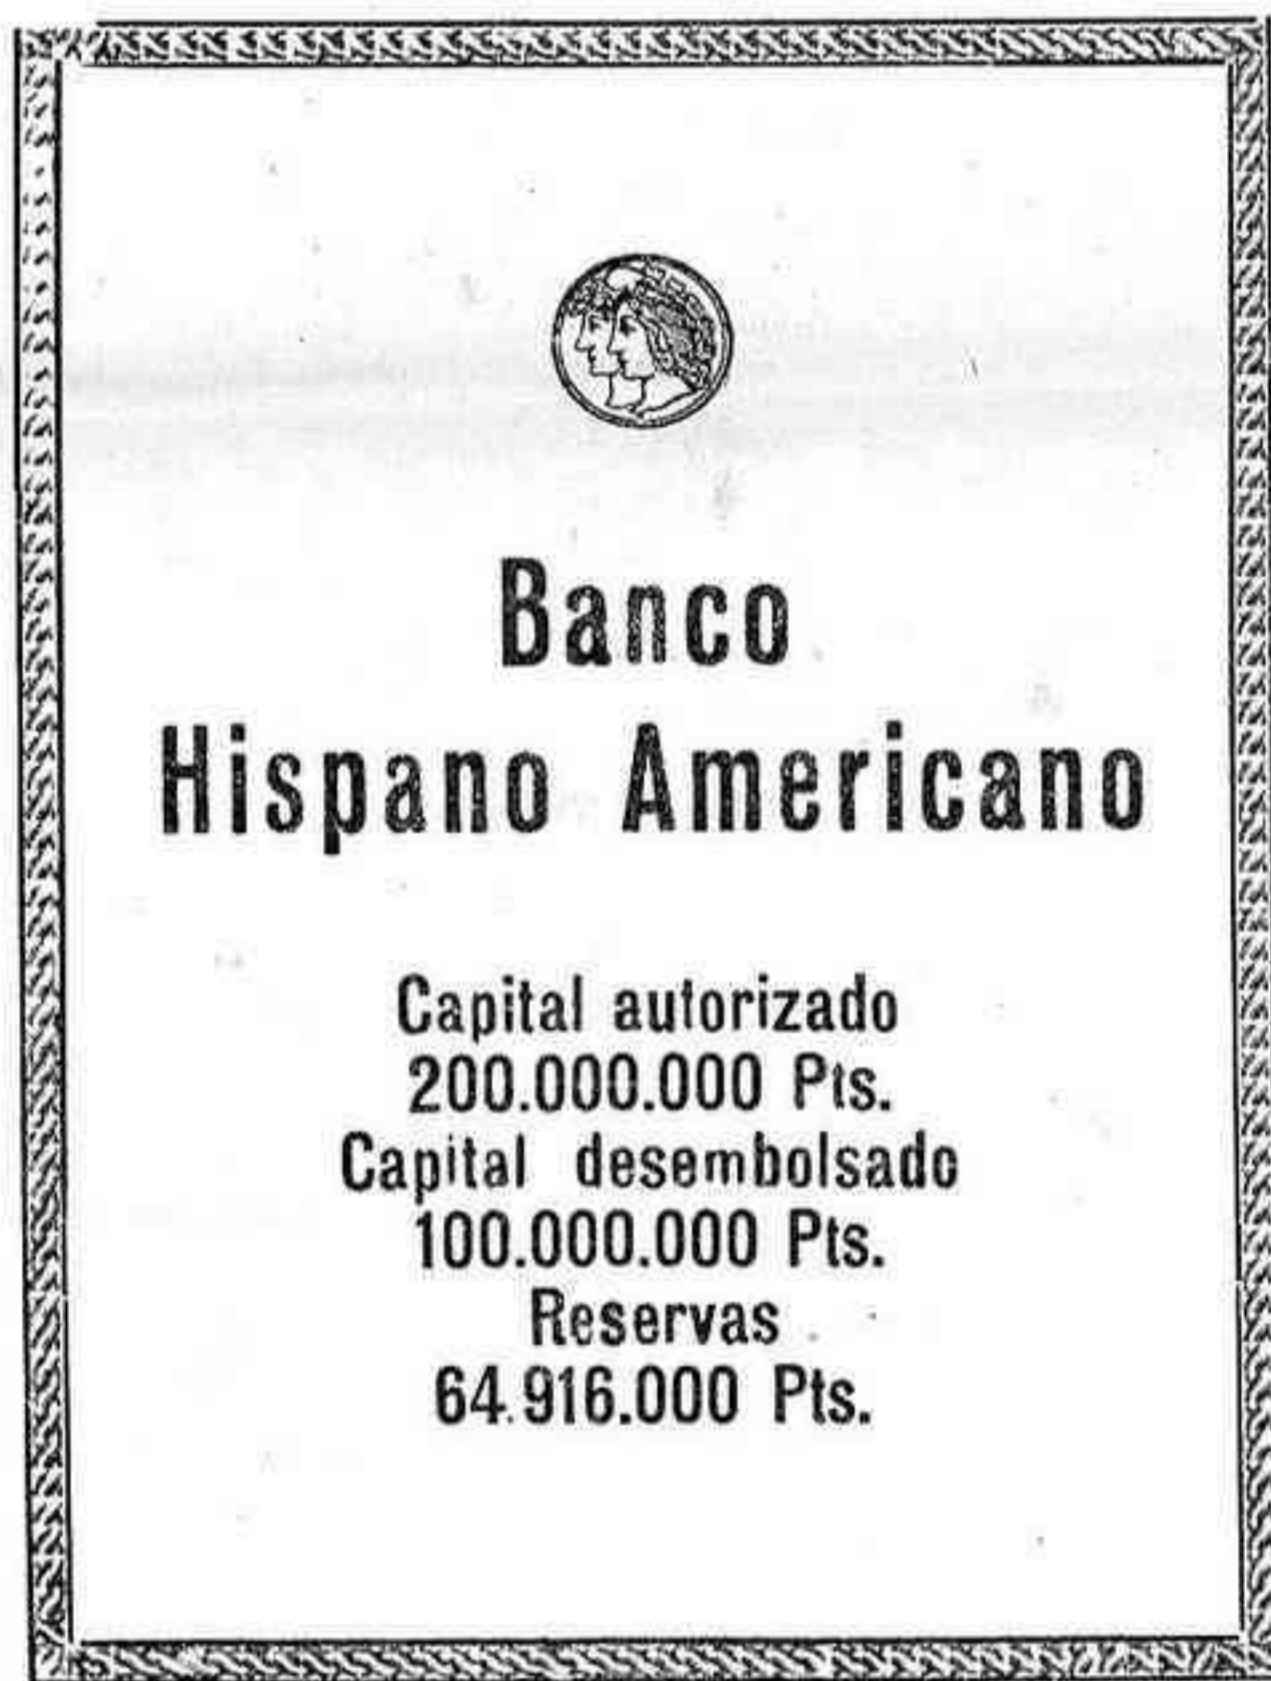 Banco
Hispano Americano
Capital autorizado
200.000.000 Pts.
Capital desembolsado
100.000.000 Pts.
Reservas
64.916.000 Pts.